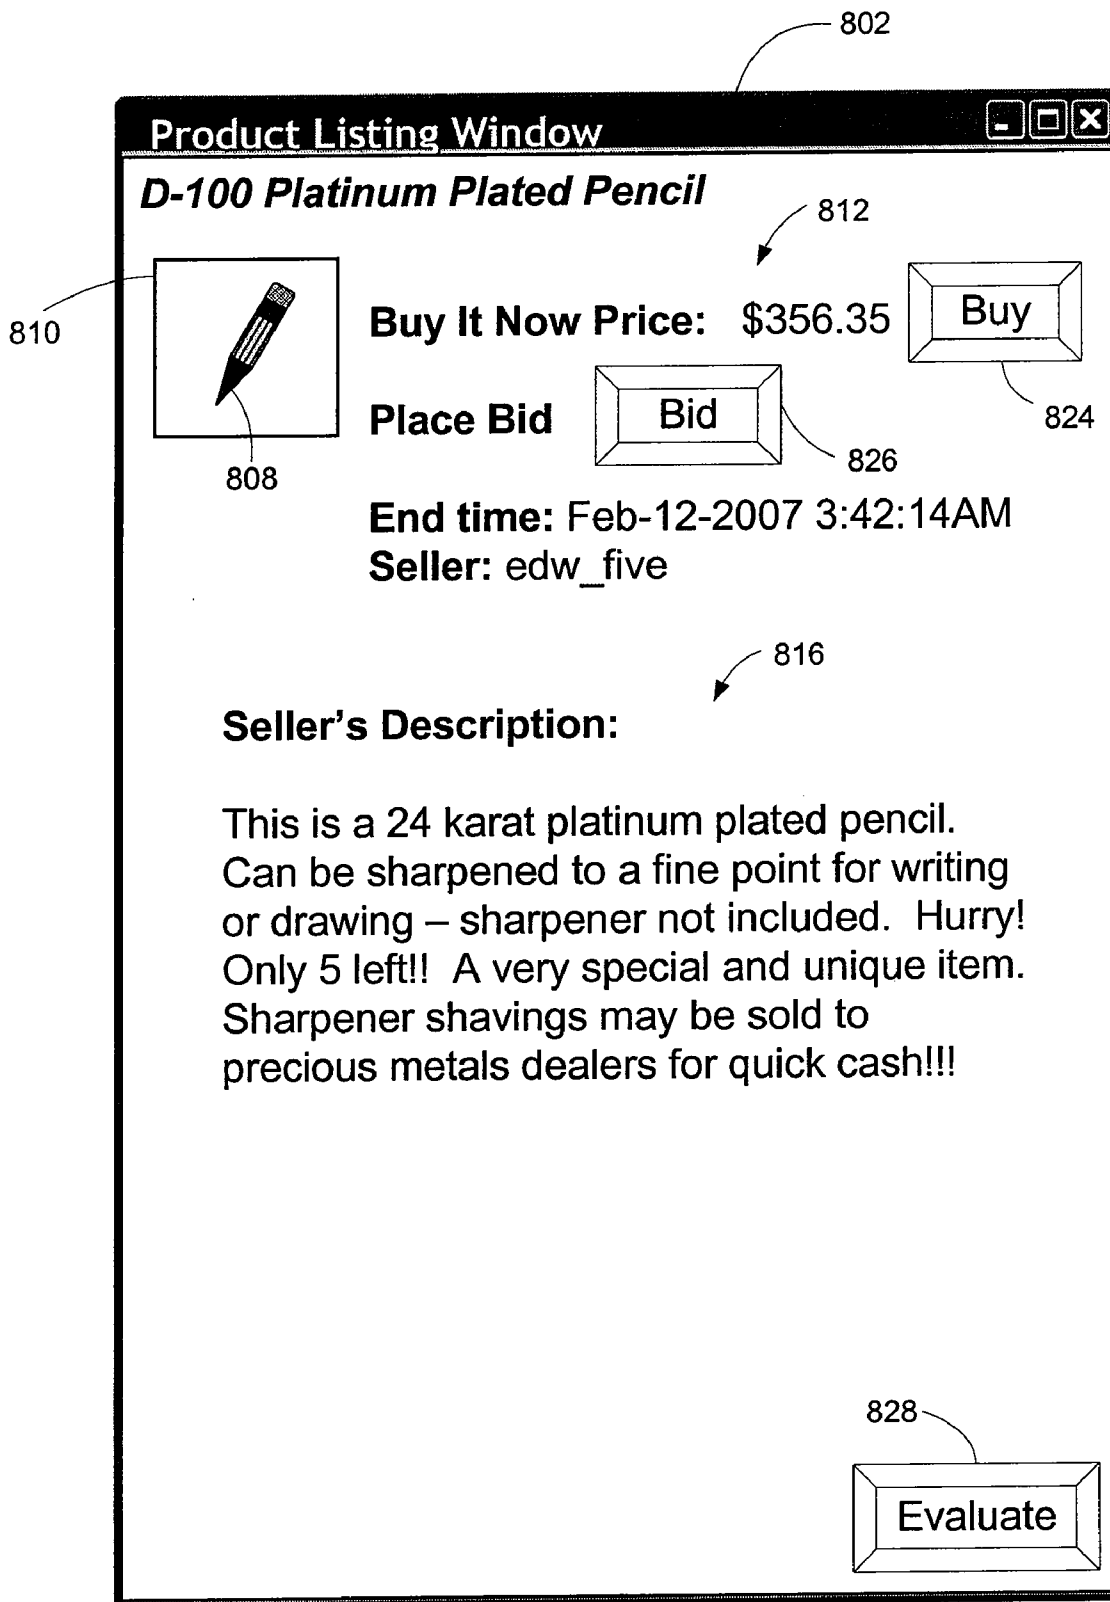 802
Product Listing Window
D-100 Platinum Plated Pencil
812
810
Buy It Now Price: $356.35 Buy
824
Place Bid Bid
826
808
End time: Feb-12-2007 3:42:14AM
Seller: edw_five
816
Seller's Description:
This is a 24 karat platinum plated pencil.
Can be sharpened to a fine point for writing
or drawing – sharpener not included. Hurry!
Only 5 left!! A very special and unique item.
Sharpener shavings may be sold to
precious metals dealers for quick cash!!!
828
Evaluate